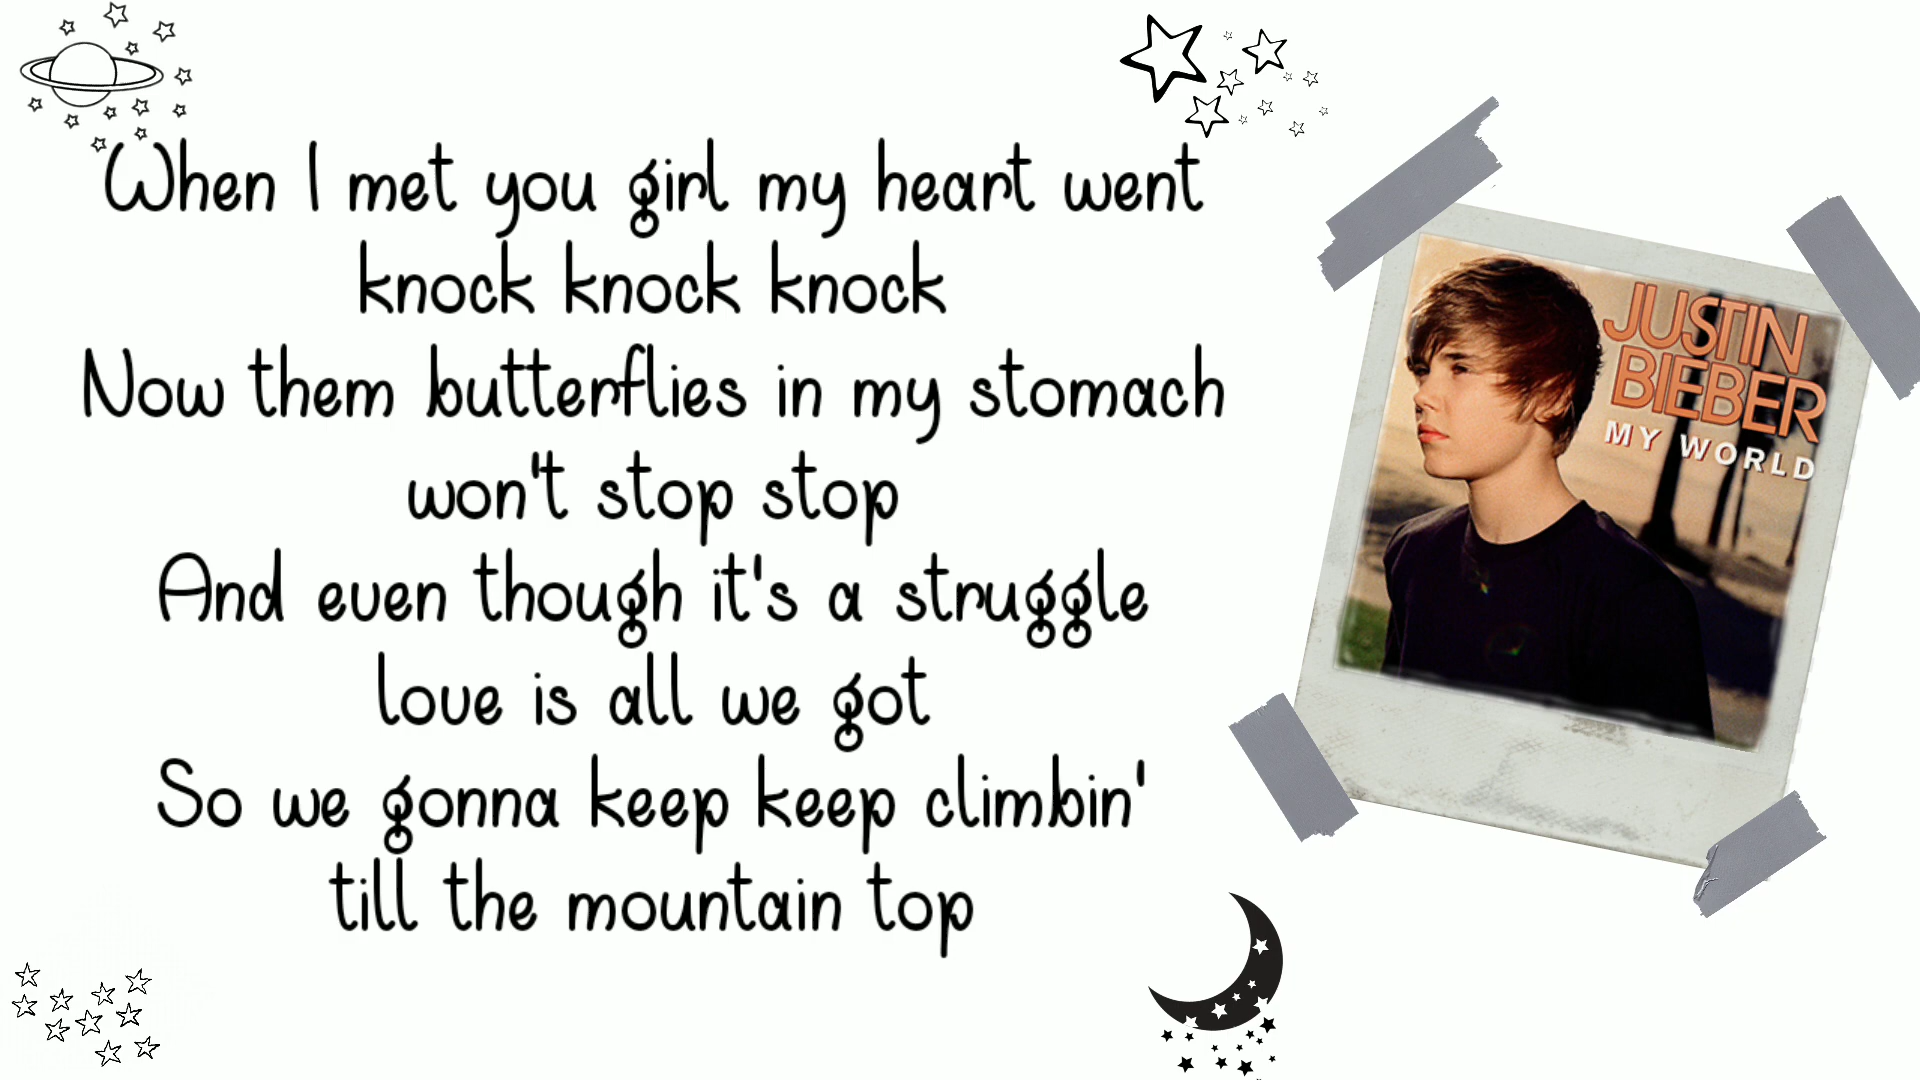 When I met you girl my heart went
knock knock knock
Now them butterflies in my stomach
won't stop stop
And even though it's a struggle
love is all we got
So we gonna keep keep climbin'
till the mountain top
JUSTIN
BIEBER
MY WORLD